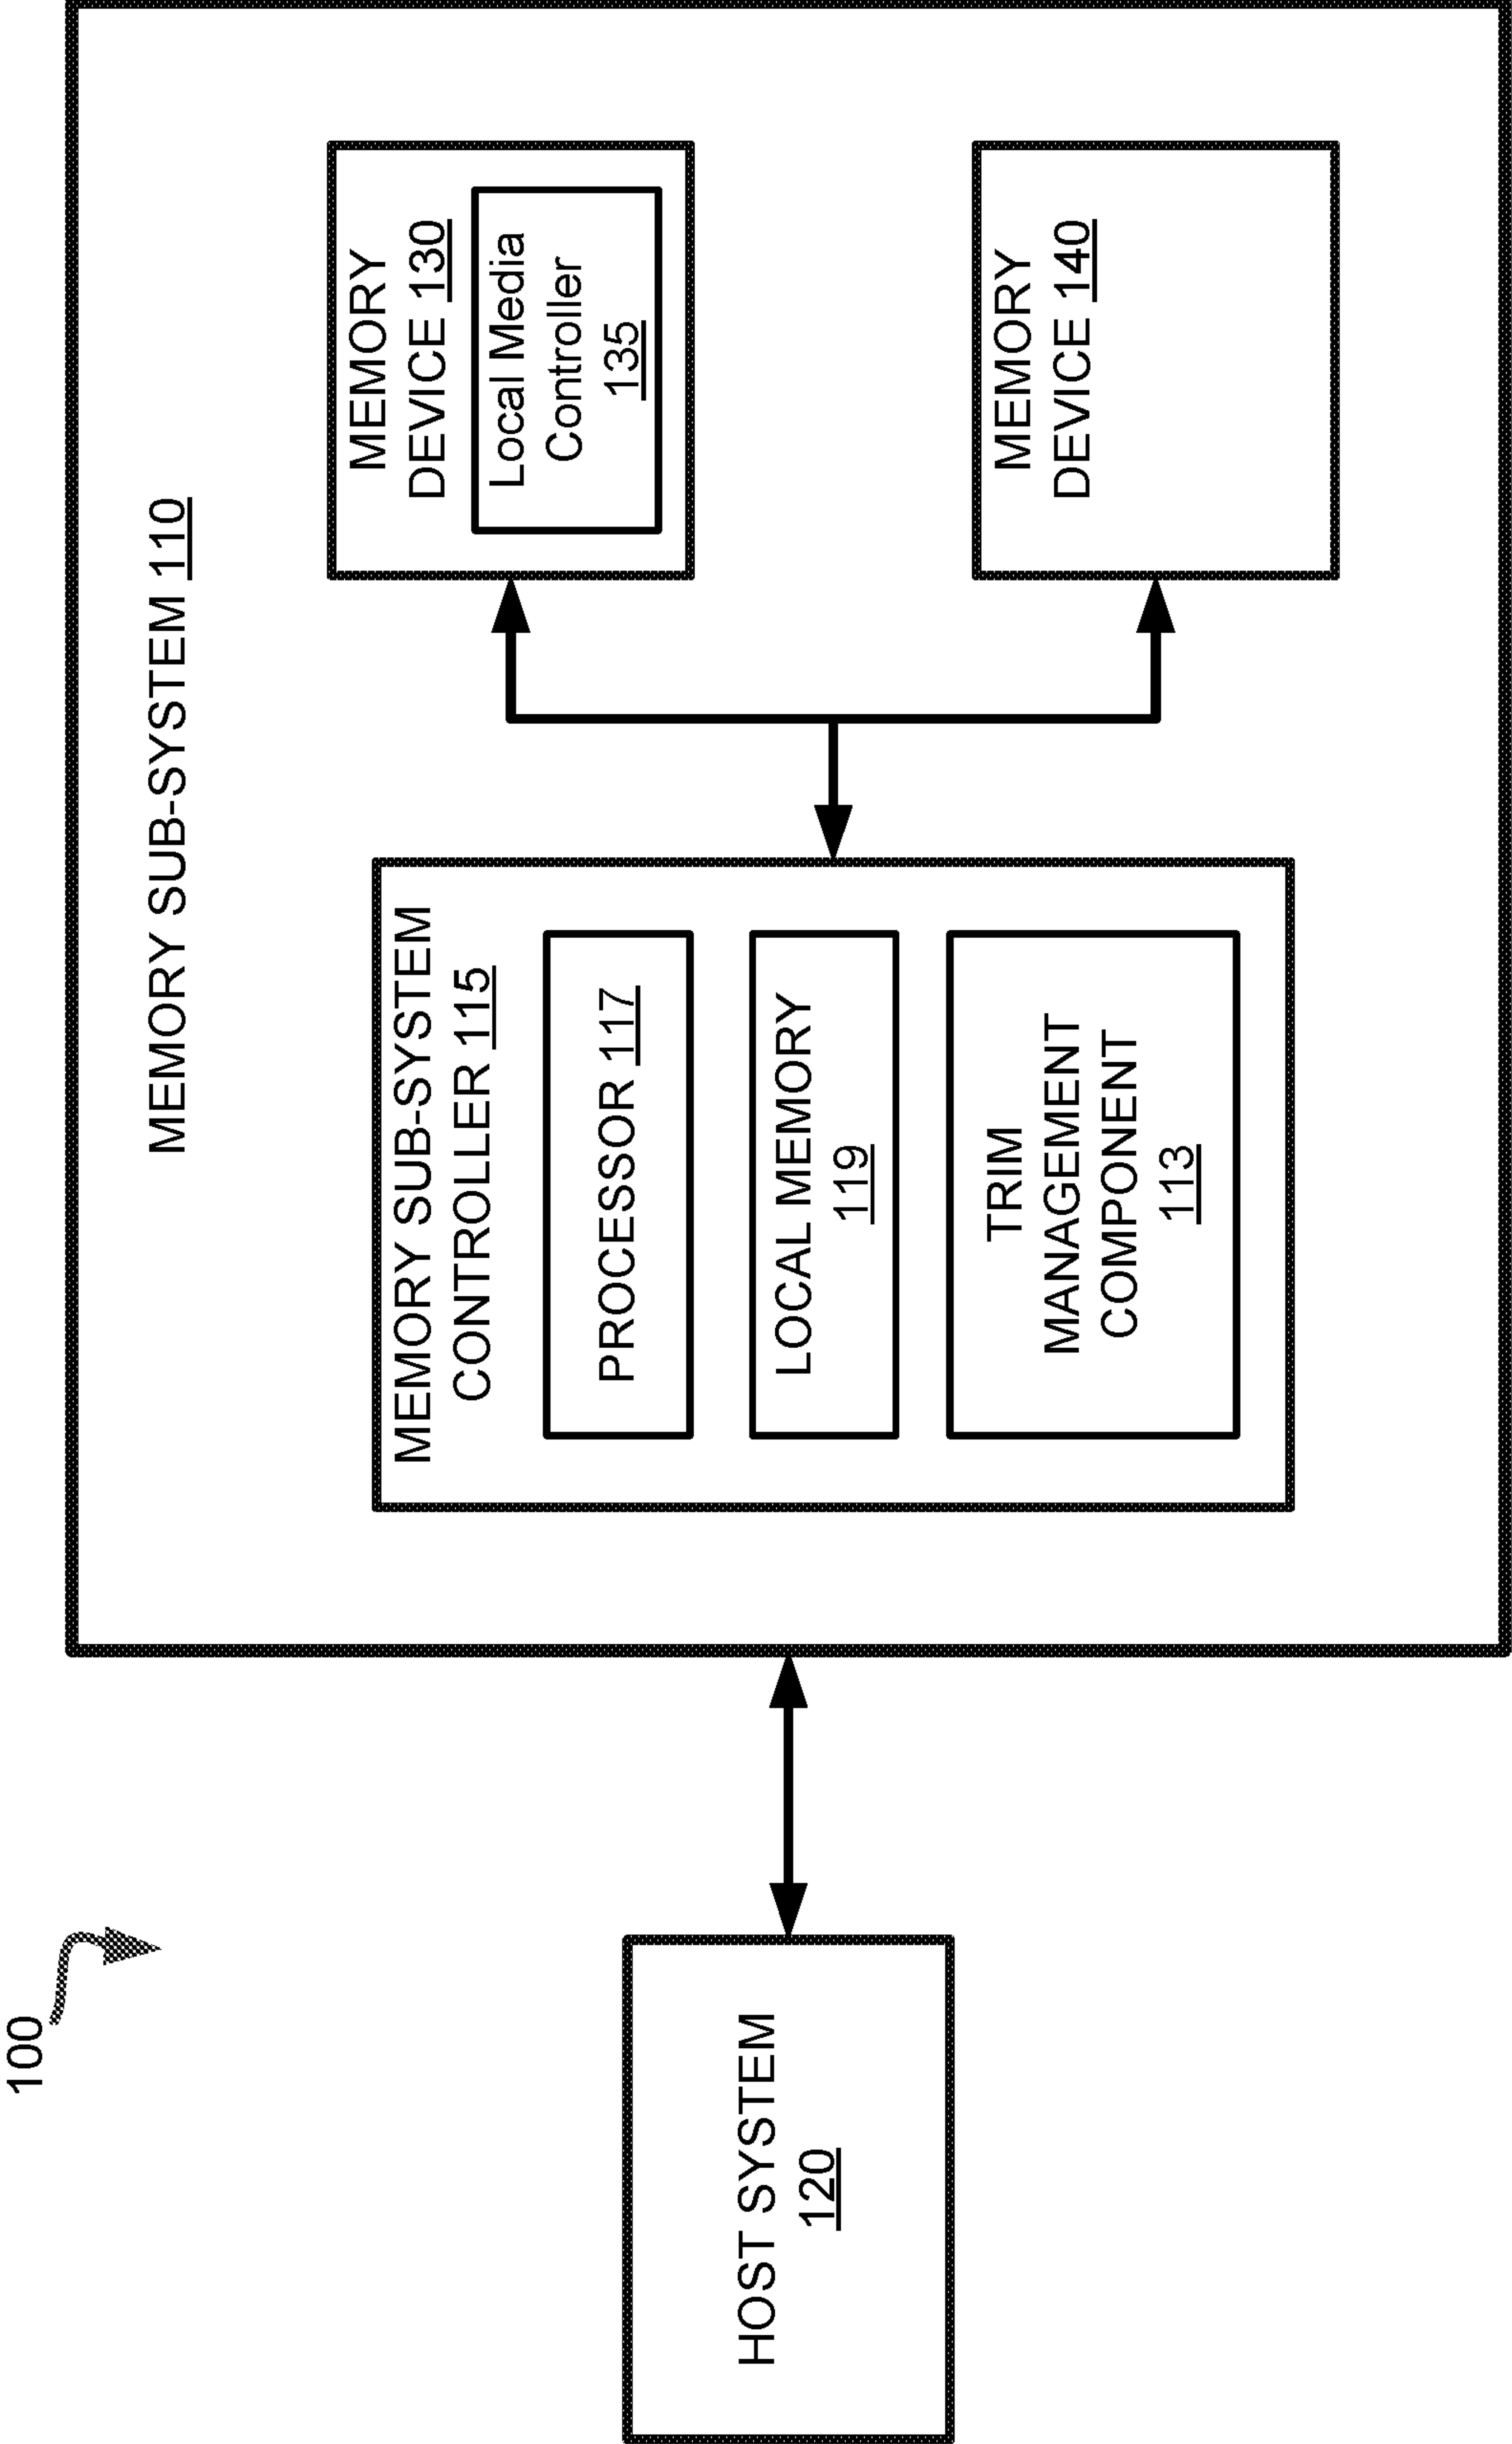 100
MEMORY SUB-SYSTEM 110
HOST SYSTEM
120
MEMORY SUB-SYSTEM
CONTROLLER 115
PROCESSOR 117
LOCAL MEMORY
119
TRIM
MANAGEMENT
COMPONENT
113
MEMORY
DEVICE 130
Local Media
Controller
135
MEMORY
DEVICE 140